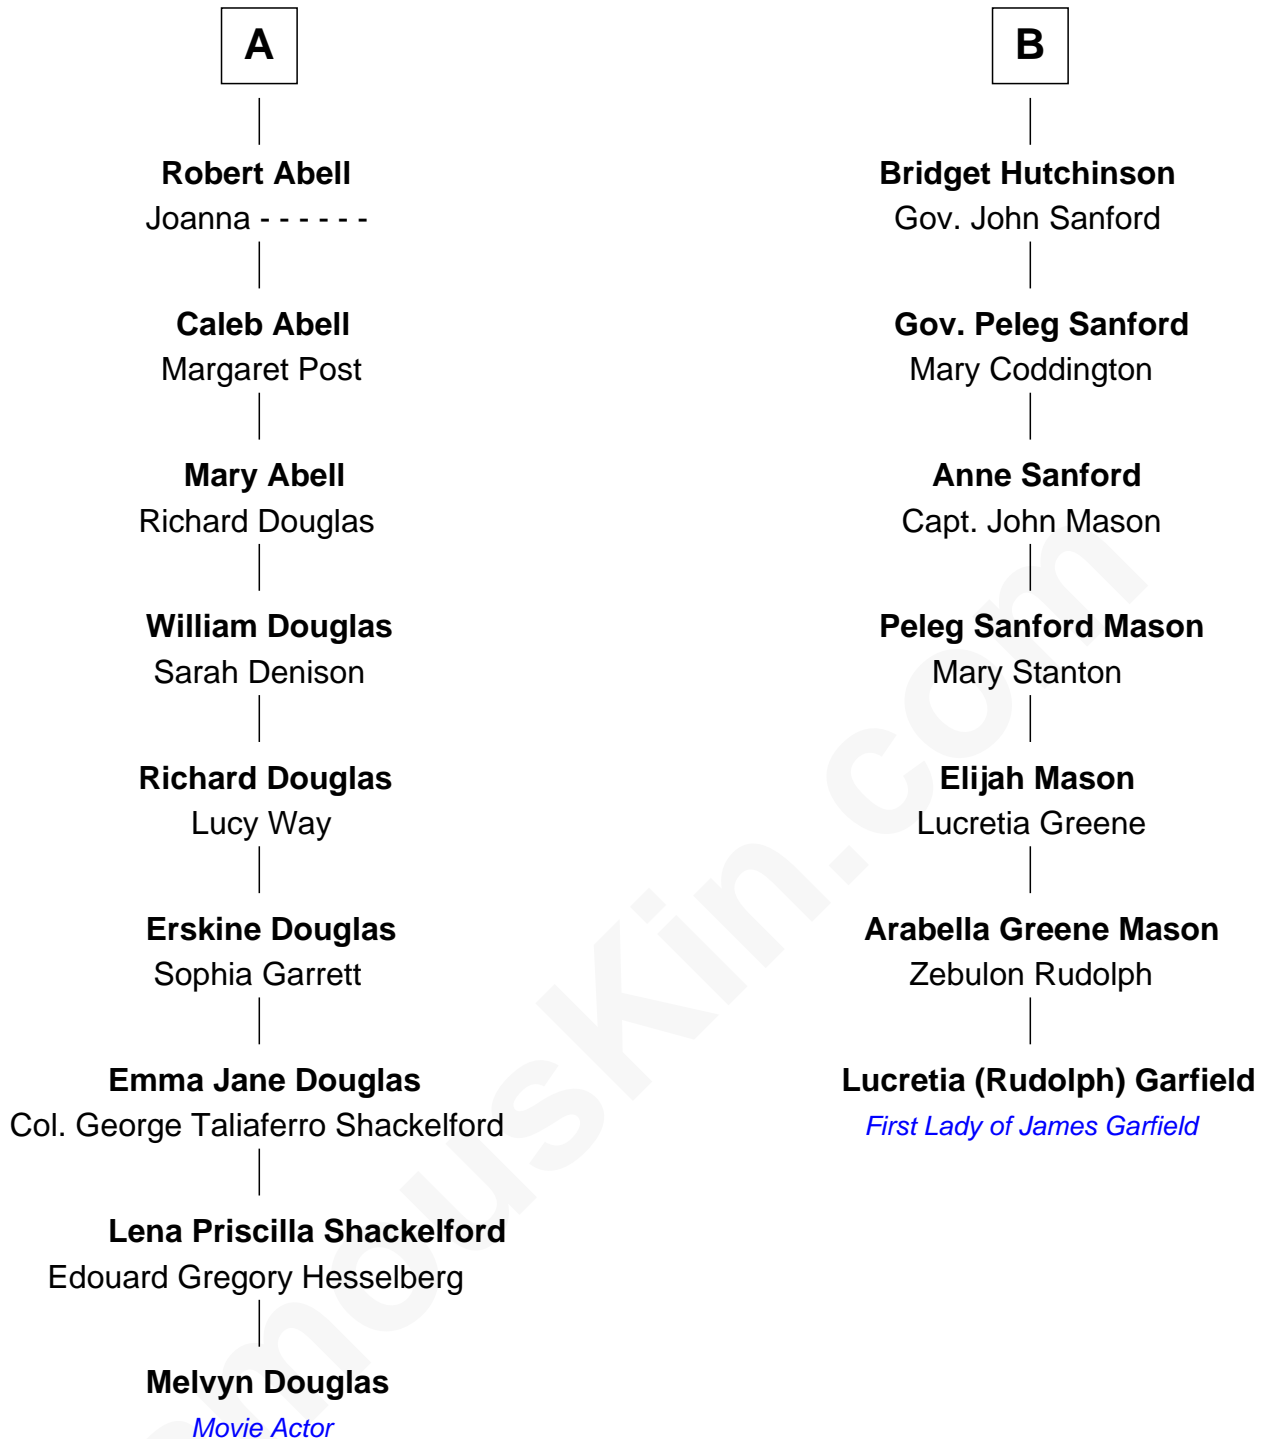 A
Robert Abell
Joanna - - - - - -
Caleb Abell
Margaret Post
Mary Abell
Richard Douglas
William Douglas
Sarah Denison
Richard Douglas
Lucy Way
Erskine Douglas
Sophia Garrett
Emma Jane Douglas
Col. George Taliaferro Shackelford
Lena Priscilla Shackelford
Edouard Gregory Hesselberg
Melvyn Douglas
Movie Actor
B
Bridget Hutchinson
Gov. John Sanford
Gov. Peleg Sanford
Mary Coddington
Anne Sanford
Capt. John Mason
Peleg Sanford Mason
Mary Stanton
Elijah Mason
Lucretia Greene
Arabella Greene Mason
Zebulon Rudolph
Lucretia (Rudolph) Garfield
First Lady of James Garfield
mouskin.com